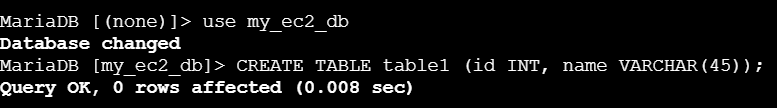 MariaDB [(none)]> use my_ec2_db
Database changed
MariaDB [my_ec2_db]> CREATE TABLE table1 (id INT, name VARCHAR(45));
Query OK, 0 rows affected (0.008 sec)